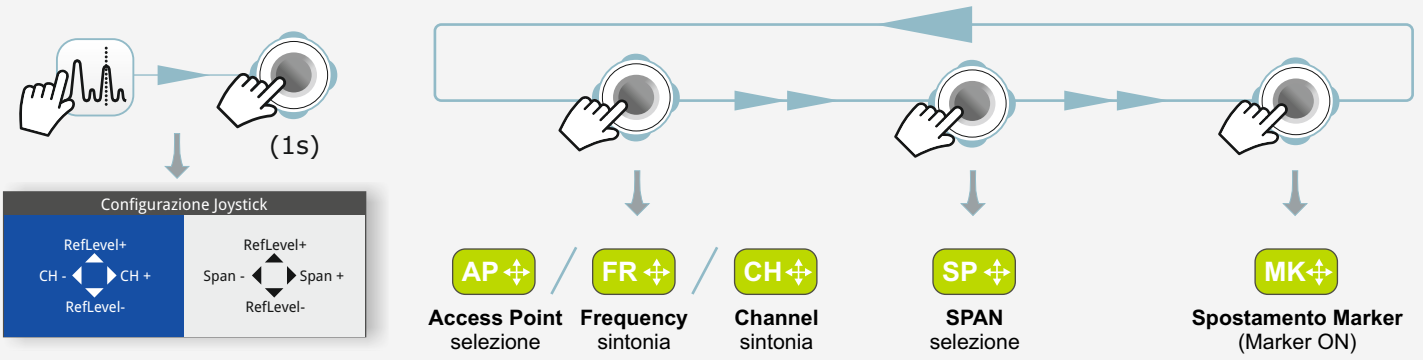 (1s)
Configurazione Joystick
RefLevel+
CH - CH +
RefLevel-
RefLevel+
Span - Span +
RefLevel-
AP / FR / CH
Access Point Frequency Channel
selezione sintonia sintonia
SP
SPAN
selezione
MK
Spostamento Marker
(Marker ON)